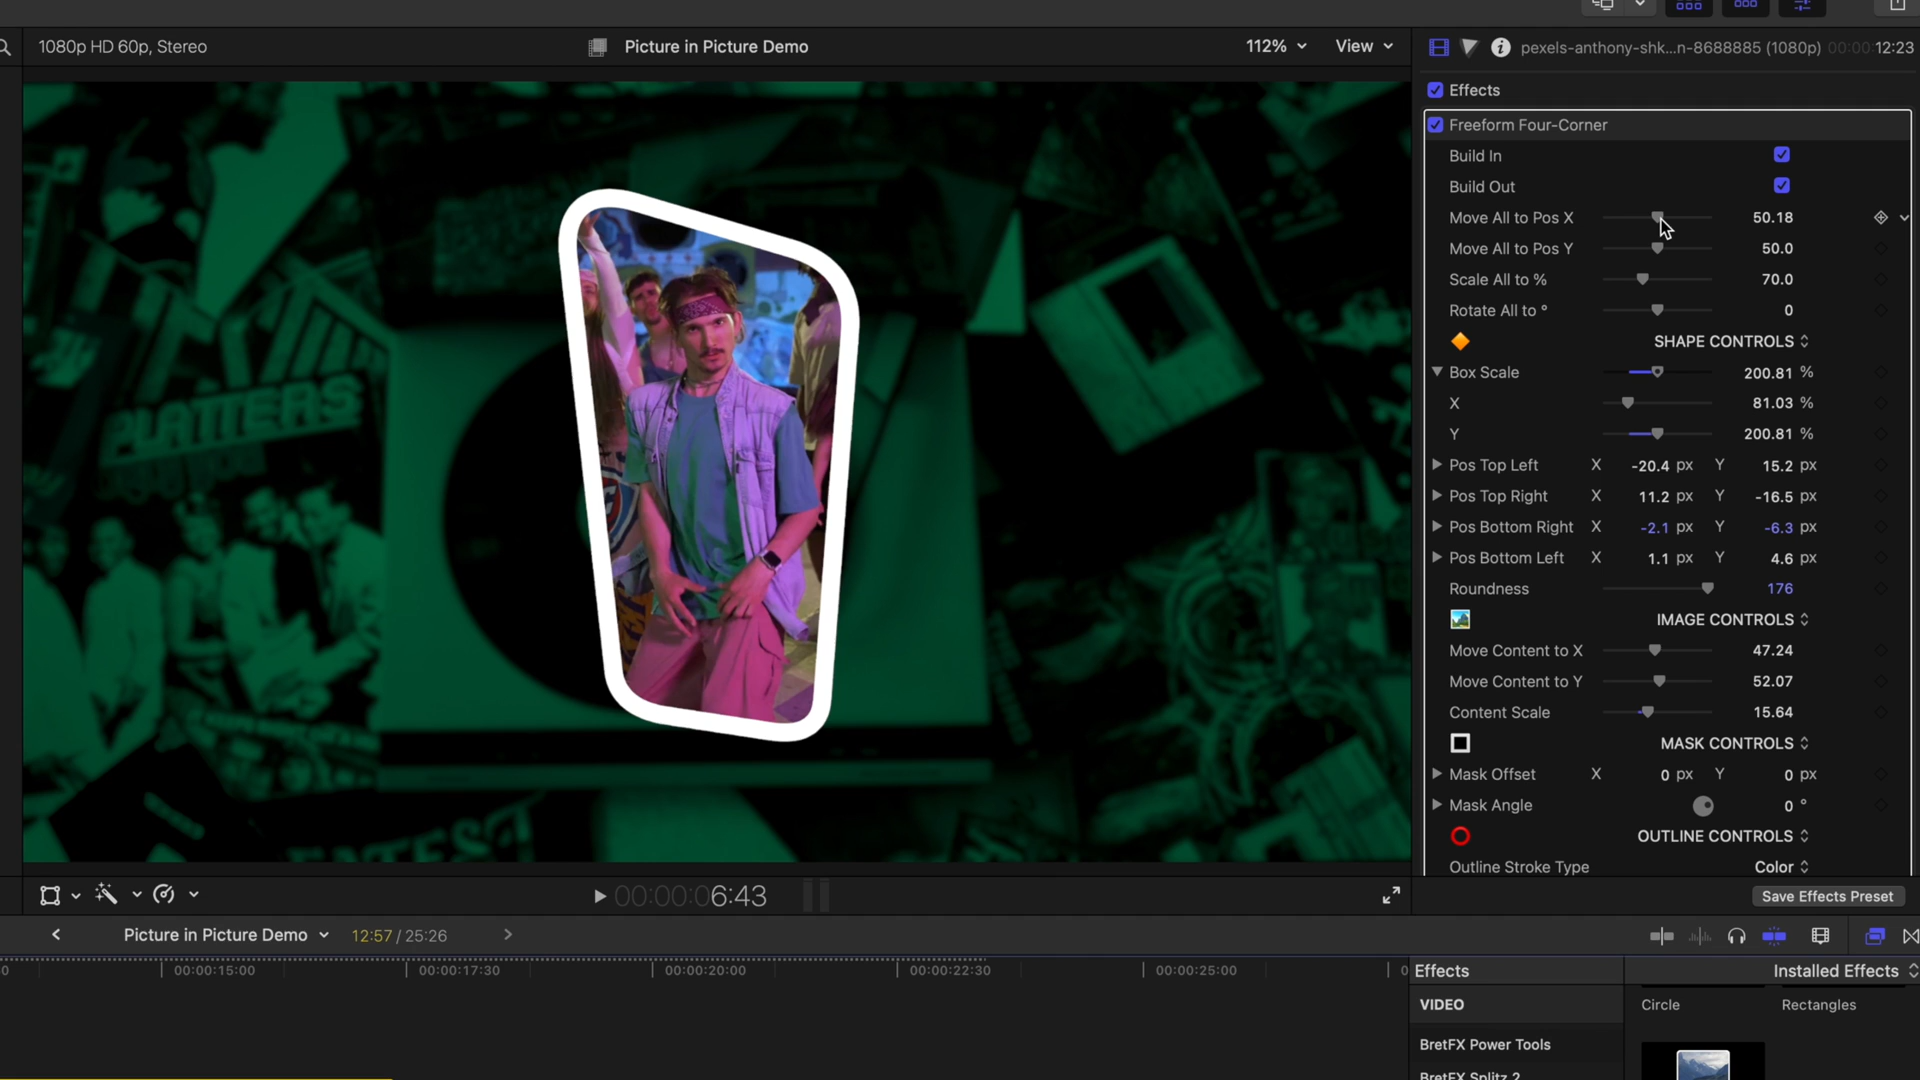 1080p HD 60p, Stereo
Picture in Picture Demo
112%
View
pexels-anthony-shk...n-8688885 (1080p)
00:00:12:23
Effects
Freeform Four-Corner
Build In
Build Out
Move All to Pos X 50.18
Move All to Pos Y 50.0
Scale All to % 70.0
Rotate All to ° 0
SHAPE CONTROLS
Box Scale 200.81 %
X 81.03 %
Y 200.81 %
Pos Top Left X -20.4 px Y 15.2 px
Pos Top Right X 11.2 px Y -16.5 px
Pos Bottom Right X -2.1 px Y -6.3 px
Pos Bottom Left X 1.1 px Y 4.6 px
Roundness 176
IMAGE CONTROLS
Move Content to X 47.24
Move Content to Y 52.07
Content Scale 15.64
MASK CONTROLS
Mask Offset X 0 px Y 0 px
Mask Angle 0 °
OUTLINE CONTROLS
Outline Stroke Type Color
Save Effects Preset
PLATTERS
00:00:06:43
Picture in Picture Demo
12:57 / 25:26
0
00:00:15:00
00:00:17:30
00:00:20:00
00:00:22:30
00:00:25:00
0
Effects
Installed Effects
VIDEO
Circle
Rectangles
BretFX Power Tools
BretFX Splitz 2